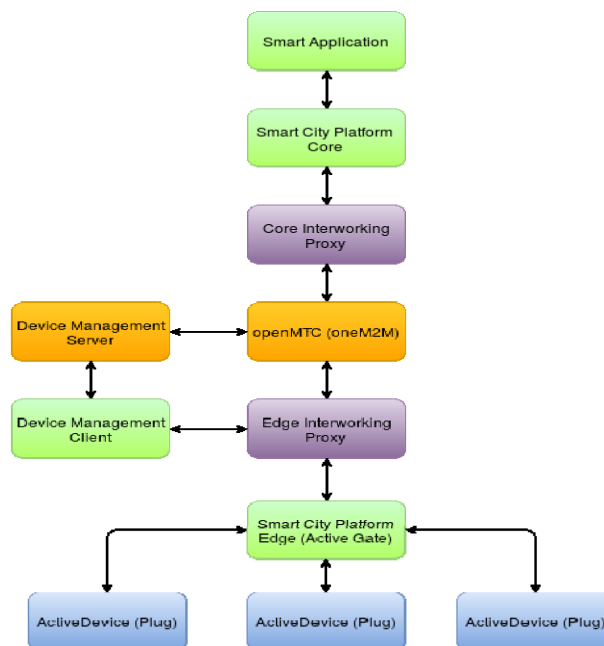 Smart Application
Smart City Platform
Core
Core Interworking
Proxy
Device Management
Server
openMTC (oneM2M)
Device Management
Client
Edge Interworking
Proxy
Smart City Platform
Edge (Active Gate)
ActiveDevice (Plug)
ActiveDevice (Plug)
ActiveDevice (Plug)